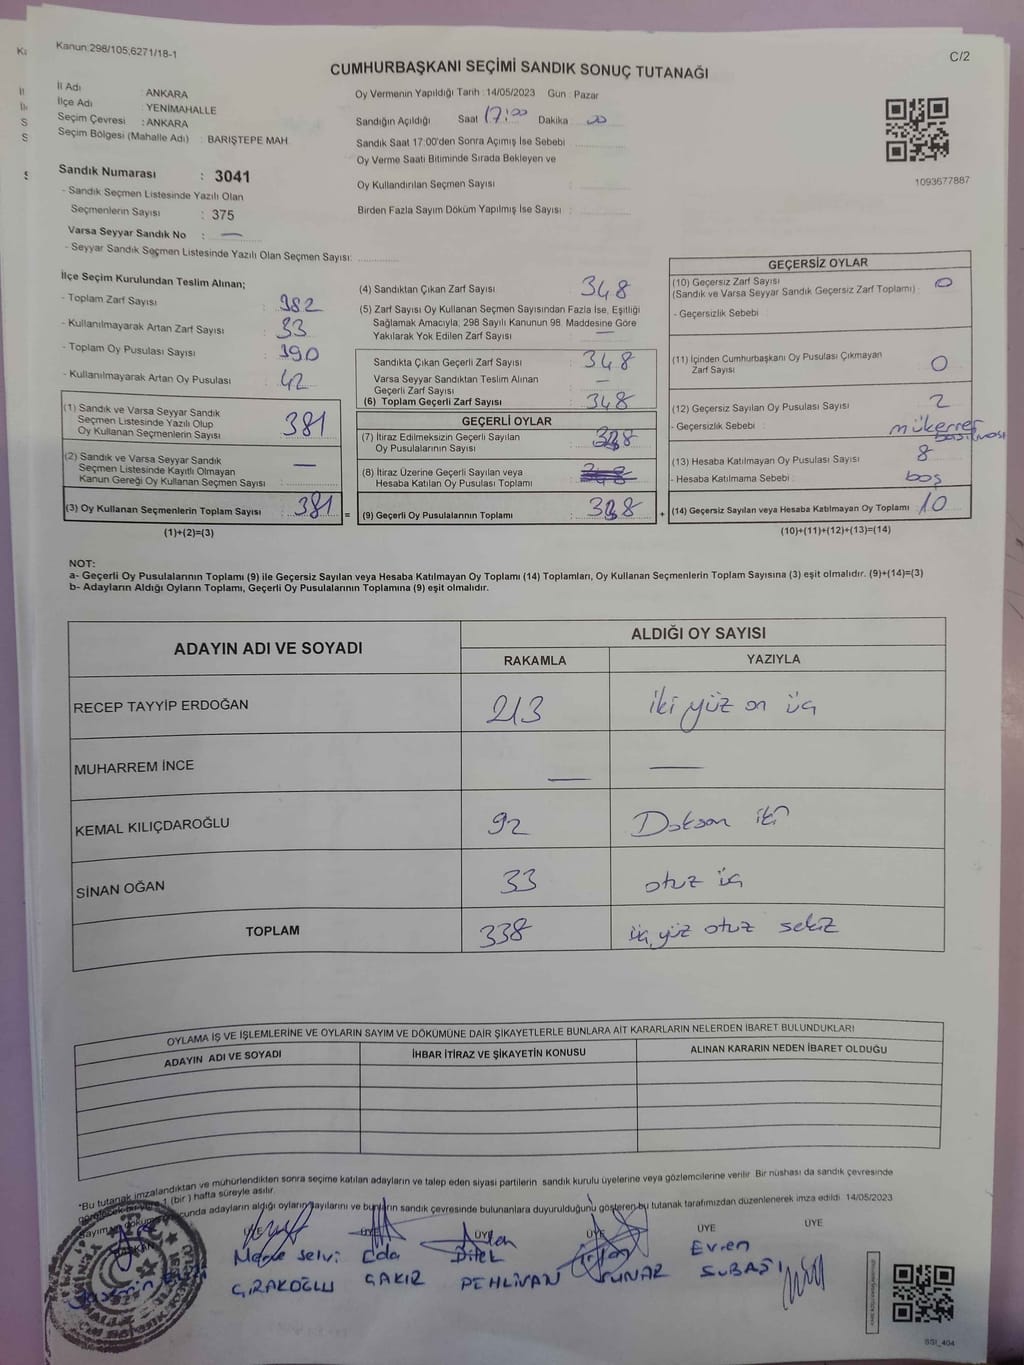 Kanun:298/105;6271/18-1
C/2
CUMHURBAŞKANI SEÇİMİ SANDIK SONUÇ TUTANAĞI
İl Adı : ANKARA
İlçe Adı : YENİMAHALLE
Seçim Çevresi : ANKARA
Seçim Bölgesi (Mahalle Adı) : BARIŞTEPE MAH.
Sandık Numarası : 3041
- Sandık Seçmen Listesinde Yazılı Olan
Seçmenlerin Sayısı : 375
Varsa Seyyar Sandık No : —
- Seyyar Sandık Seçmen Listesinde Yazılı Olan Seçmen Sayısı:
Oy Vermenin Yapıldığı Tarih : 14/05/2023 Gün : Pazar
Sandığın Açıldığı Saat 17:00 Dakika 00
Sandık Saat 17:00'den Sonra Açımış İse Sebebi
Oy Verme Saati Bitiminde Sırada Bekleyen ve
Oy Kullandırılan Seçmen Sayısı :
Birden Fazla Sayım Döküm Yapılmış İse Sayısı :
1093677887
İlçe Seçim Kurulundan Teslim Alınan;
- Toplam Zarf Sayısı : 382
- Kullanılmayarak Artan Zarf Sayısı : 33
- Toplam Oy Pusulası Sayısı : 390
- Kullanılmayarak Artan Oy Pusulası : 42
(1) Sandık ve Varsa Seyyar Sandık
Seçmen Listesinde Yazılı Olup
Oy Kullanan Seçmenlerin Sayısı : 381
(2) Sandık ve Varsa Seyyar Sandık
Seçmen Listesinde Kayıtlı Olmayan
Kanun Gereği Oy Kullanan Seçmen Sayısı : —
(3) Oy Kullanan Seçmenlerin Toplam Sayısı : 381
(1)+(2)=(3)
(4) Sandıktan Çıkan Zarf Sayısı : 348
(5) Zarf Sayısı Oy Kullanan Seçmen Sayısından Fazla İse, Eşitliği
Sağlamak Amacıyla; 298 Sayılı Kanunun 98. Maddesine Göre
Yakılarak Yok Edilen Zarf Sayısı : —
Sandıkta Çıkan Geçerli Zarf Sayısı : 348
Varsa Seyyar Sandıktan Teslim Alınan
Geçerli Zarf Sayısı : —
(6) Toplam Geçerli Zarf Sayısı : 348
GEÇERLİ OYLAR
(7) İtiraz Edilmeksizin Geçerli Sayılan
Oy Pusulalarının Sayısı : 338
(8) İtiraz Üzerine Geçerli Sayılan veya
Hesaba Katılan Oy Pusulası Toplamı :
= (9) Geçerli Oy Pusulalarının Toplamı : 338 +
GEÇERSİZ OYLAR
(10) Geçersiz Zarf Sayısı
(Sandık ve Varsa Seyyar Sandık Geçersiz Zarf Toplamı) : 0
- Geçersizlik Sebebi :
(11) İçinden Cumhurbaşkanı Oy Pusulası Çıkmayan
Zarf Sayısı : 0
(12) Geçersiz Sayılan Oy Pusulası Sayısı : 2
- Geçersizlik Sebebi : mükerrer
basılması
(13) Hesaba Katılmayan Oy Pusulası Sayısı : 8
- Hesaba Katılmama Sebebi : boş
(14) Geçersiz Sayılan veya Hesaba Katılmayan Oy Toplamı : 10
(10)+(11)+(12)+(13)=(14)
NOT:
a- Geçerli Oy Pusulalarının Toplamı (9) ile Geçersiz Sayılan veya Hesaba Katılmayan Oy Toplamı (14) Toplamları, Oy Kullanan Seçmenlerin Toplam Sayısına (3) eşit olmalıdır. (9)+(14)=(3)
b- Adayların Aldığı Oyların Toplamı, Geçerli Oy Pusulalarının Toplamına (9) eşit olmalıdır.
ADAYIN ADI VE SOYADI
ALDIĞI OY SAYISI
RAKAMLA YAZIYLA
RECEP TAYYİP ERDOĞAN 213 iki yüz on üç
MUHARREM İNCE — —
KEMAL KILIÇDAROĞLU 92 Doksan iki
SİNAN OĞAN 33 otuz üç
TOPLAM 338 üç yüz otuz sekiz
OYLAMA İŞ VE İŞLEMLERİNE VE OYLARIN SAYIM VE DÖKÜMÜNE DAİR ŞİKAYETLERLE BUNLARA AİT KARARLARIN NELERDEN İBARET BULUNDUKLARI
ADAYIN ADI VE SOYADI İHBAR İTİRAZ VE ŞİKAYETİN KONUSU ALINAN KARARIN NEDEN İBARET OLDUĞU
*Bu tutanak imzalandıktan ve mühürlendikten sonra seçime katılan adayların ve talep eden siyasi partilerin sandık kurulu üyelerine veya gözlemcilerine verilir. Bir nüshası da sandık çevresinde
1 (bir) hafta süreyle asılır.
adayların aldığı oyların sayılarını ve bunların sandık çevresinde bulunanlara duyurulduğunu gösteren bu tutanak tarafımızdan düzenlenerek imza edildi. 14/05/2023
BAŞKAN ÜYE ÜYE ÜYE ÜYE ÜYE
selvi Eda Dilek Evren
ÇIRAKOĞLU ÇAKIR PEHLİVAN SUBAŞI
SSI_404